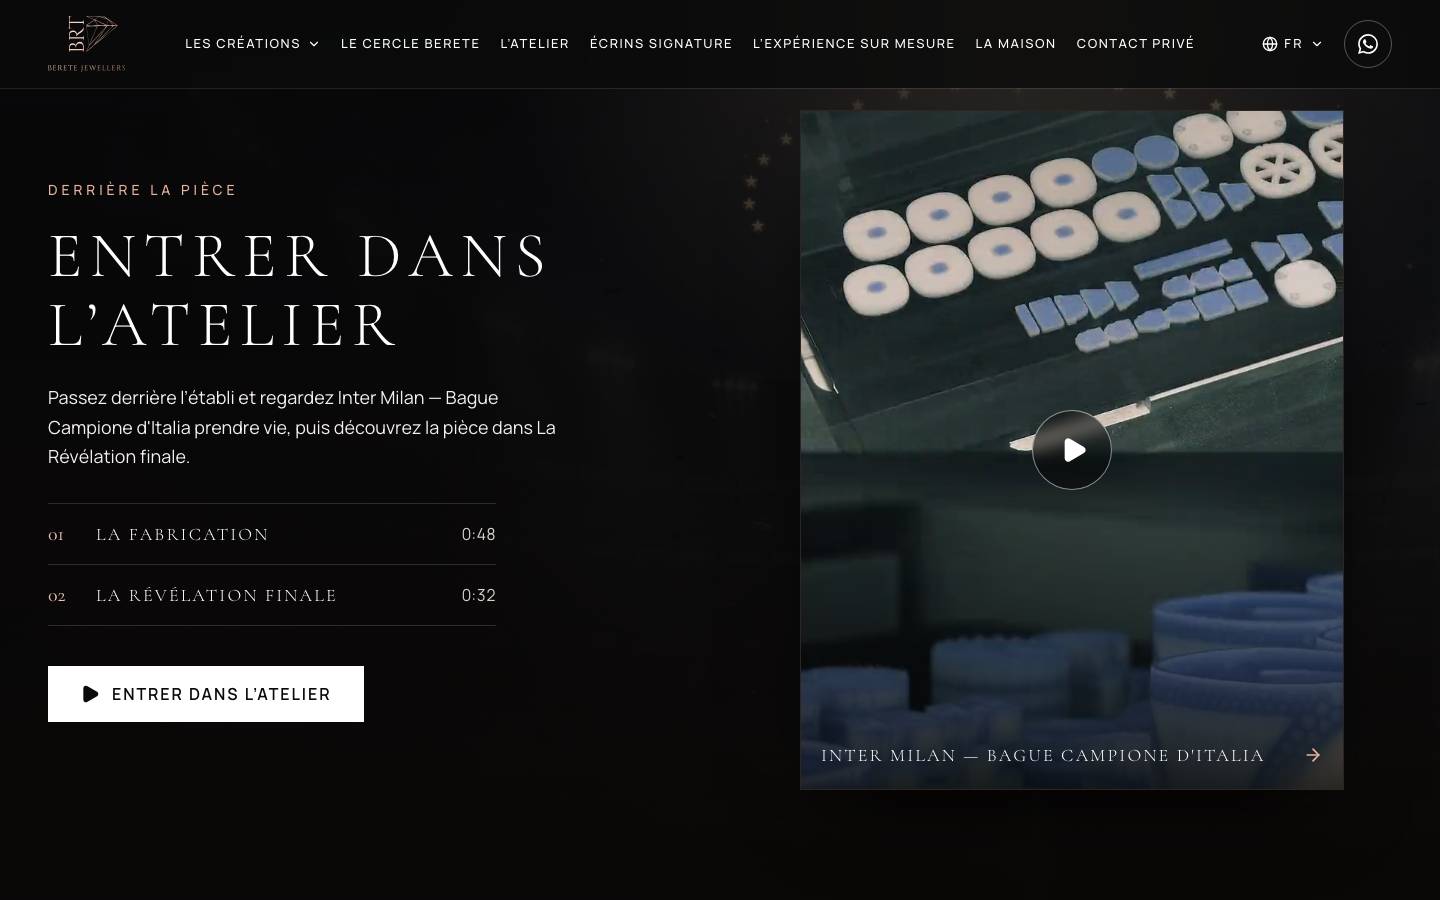 BRT
BERETE JEWELLERS
LES CRÉATIONS
LE CERCLE BERETE
L'ATELIER
ÉCRINS SIGNATURE
L'EXPÉRIENCE SUR MESURE
LA MAISON
CONTACT PRIVÉ
FR
DERRIÈRE LA PIÈCE
ENTRER DANS
L’ATELIER
Passez derrière l’établi et regardez Inter Milan — Bague
Campione d'Italia prendre vie, puis découvrez la pièce dans La
Révélation finale.
01 LA FABRICATION 0:48
02 LA RÉVÉLATION FINALE 0:32
ENTRER DANS L’ATELIER
INTER MILAN — BAGUE CAMPIONE D'ITALIA